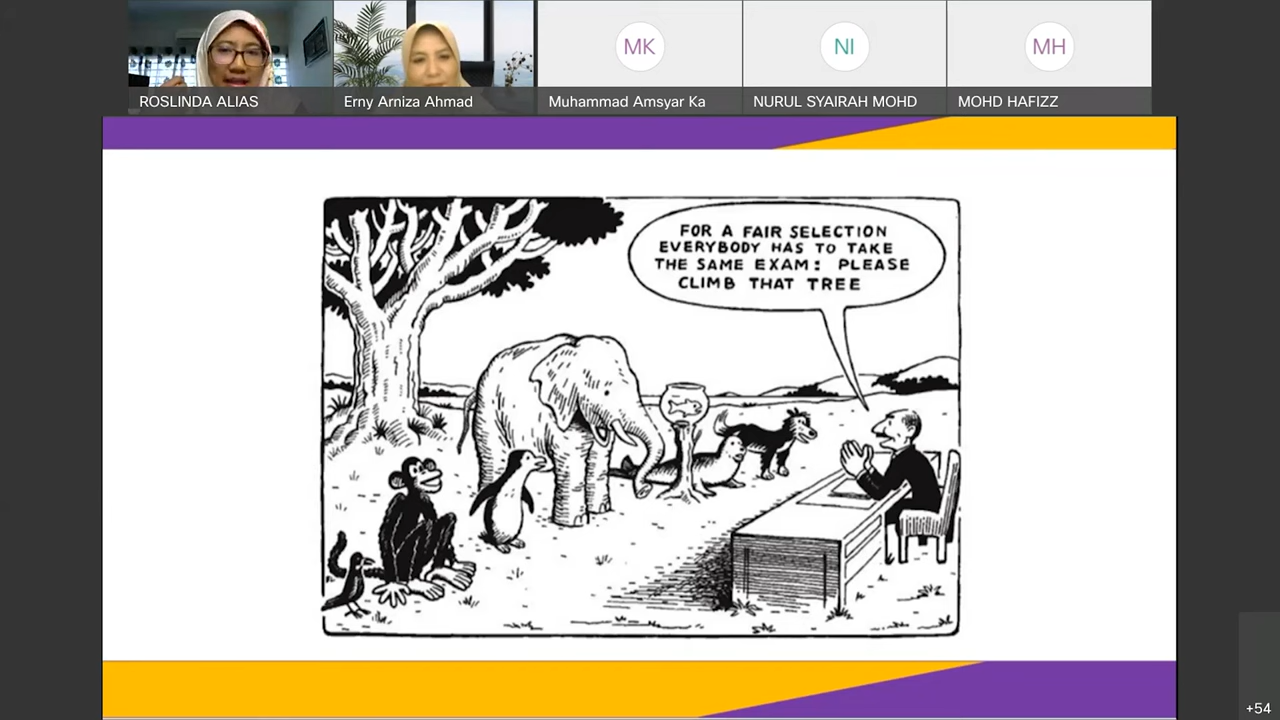 MK
NI
MH
ROSLINDA ALIAS
Erny Arniza Ahmad
Muhammad Amsyar Ka
NURUL SYAIRAH MOHD
MOHD HAFIZZ
FOR A FAIR SELECTION
EVERYBODY HAS TO TAKE
THE SAME EXAM: PLEASE
CLIMB THAT TREE
+54